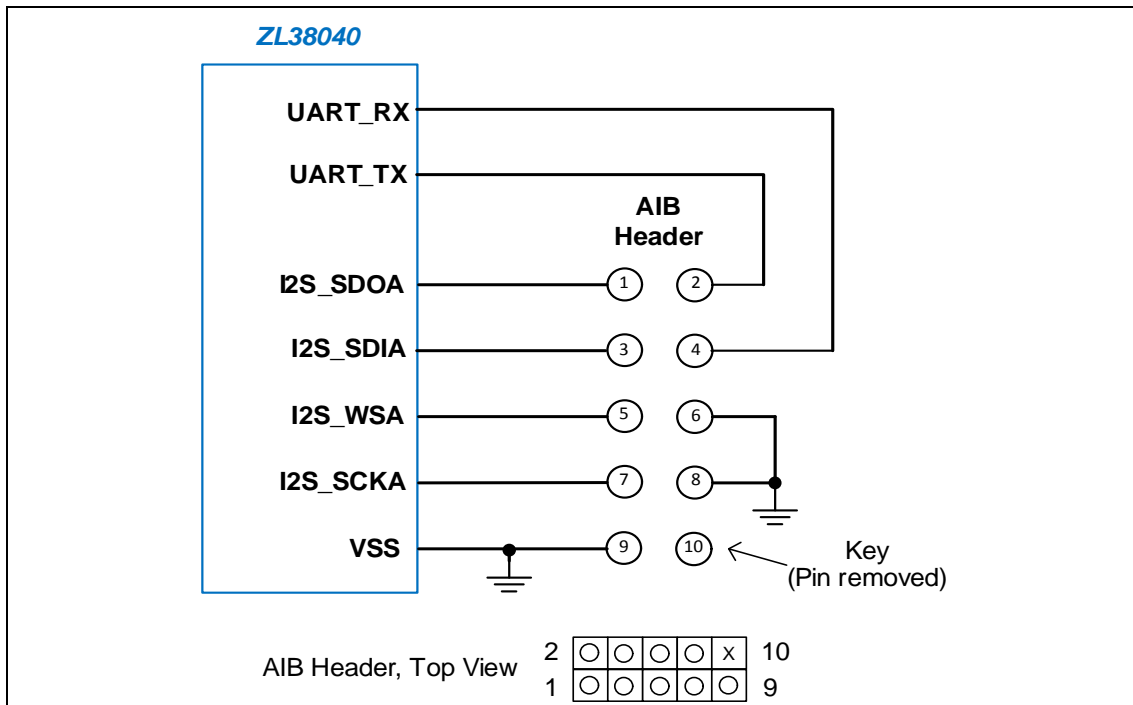 ZL38040
UART_RX
UART_TX
AIB
Header
I2S_SDOA 1 2
I2S_SDIA 3 4
I2S_WSA 5 6
I2S_SCKA 7 8
VSS 9 10
Key
(Pin removed)
AIB Header, Top View
2 X 10
1 9